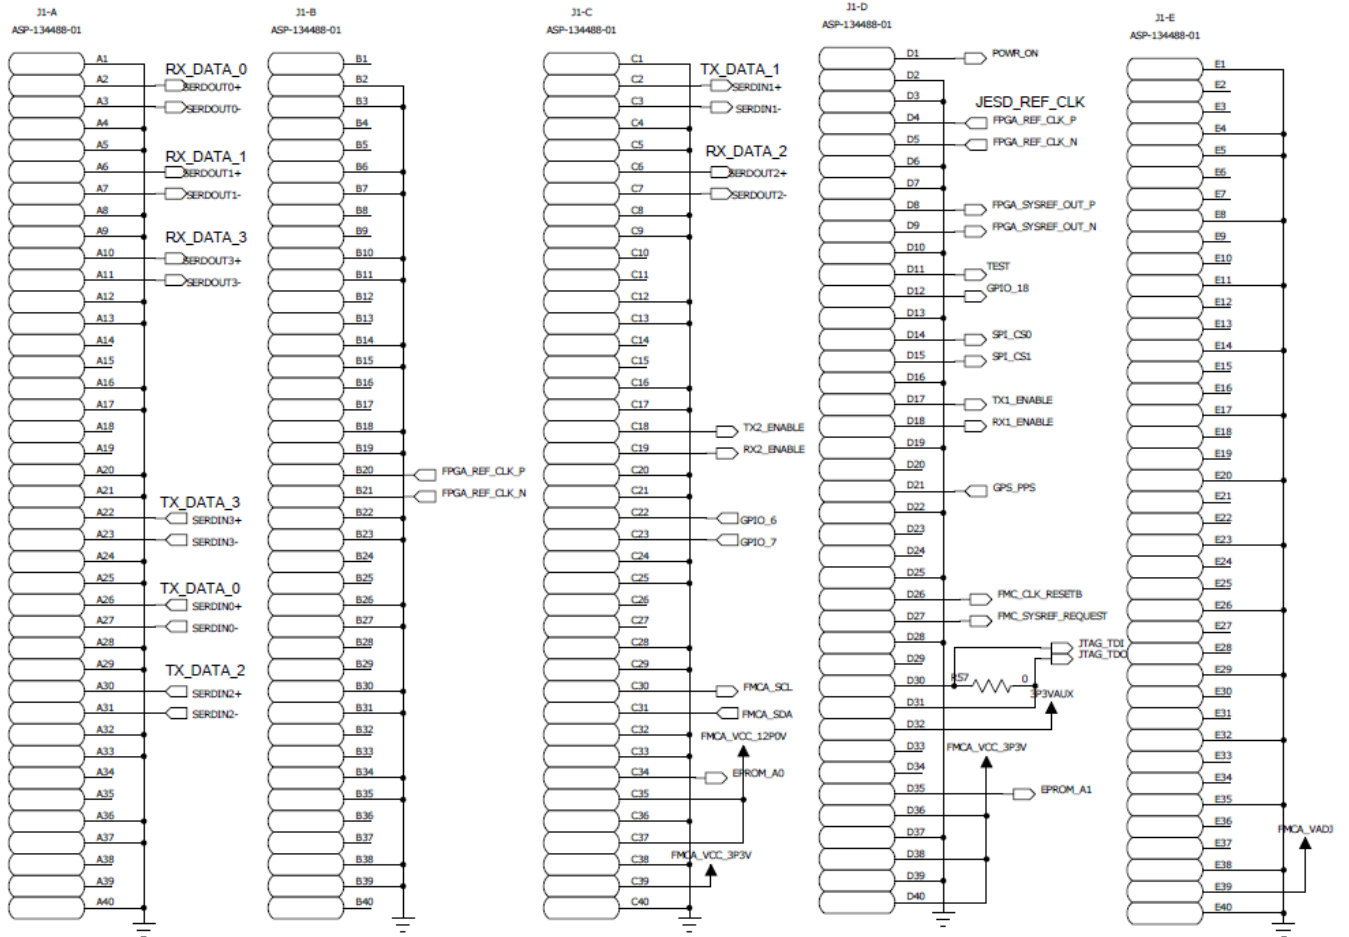 J1-A
ASP-134488-01
A1
A2
RX_DATA_0
SERDOUT0+
A3
SERDOUT0-
A4
A5
RX_DATA_1
A6
SERDOUT1+
A7
SERDOUT1-
A8
A9
RX_DATA_3
A10
SERDOUT3+
A11
SERDOUT3-
A12
A13
A14
A15
A16
A17
A18
A19
A20
A21
TX_DATA_3
A22
SERDIN3+
A23
SERDIN3-
A24
A25
TX_DATA_0
A26
SERDIN0+
A27
SERDIN0-
A28
A29
TX_DATA_2
A30
SERDIN2+
A31
SERDIN2-
A32
A33
A34
A35
A36
A37
A38
A39
A40
J1-B
ASP-134488-01
B1
B2
B3
B4
B5
B6
B7
B8
B9
B10
B11
B12
B13
B14
B15
B16
B17
B18
B19
B20
FPGA_REF_CLK_P
B21
FPGA_REF_CLK_N
B22
B23
B24
B25
B26
B27
B28
B29
B30
B31
B32
B33
B34
B35
B36
B37
B38
B39
B40
J1-C
ASP-134488-01
C1
TX_DATA_1
C2
SERDIN1+
C3
SERDIN1-
C4
C5
RX_DATA_2
C6
SERDOUT2+
C7
SERDOUT2-
C8
C9
C10
C11
C12
C13
C14
C15
C16
C17
C18
TX2_ENABLE
C19
RX2_ENABLE
C20
C21
C22
GPIO_6
C23
GPIO_7
C24
C25
C26
C27
C28
C29
C30
FMCA_SCL
C31
FMCA_SDA
C32
FMCA_VCC_12P0V
C33
C34
EPROM_A0
C35
C36
C37
C38
FMCA_VCC_3P3V
C39
C40
J1-D
ASP-134488-01
D1
POWR_ON
D2
D3
JESD_REF_CLK
D4
FPGA_REF_CLK_P
D5
FPGA_REF_CLK_N
D6
D7
D8
FPGA_SYSREF_OUT_P
D9
FPGA_SYSREF_OUT_N
D10
D11
TEST
D12
GPIO_18
D13
D14
SPI_CS0
D15
SPI_CS1
D16
D17
TX1_ENABLE
D18
RX1_ENABLE
D19
D20
D21
GPS_PPS
D22
D23
D24
D25
D26
FMC_CLK_RESETB
D27
FMC_SYSREF_REQUEST
D28
JTAG_TDI
JTAG_TDO
D29
D30
R57
0
3P3VAUX
D31
D32
D33
FMCA_VCC_3P3V
D34
D35
EPROM_A1
D36
D37
D38
D39
D40
J1-E
ASP-134488-01
E1
E2
E3
E4
E5
E6
E7
E8
E9
E10
E11
E12
E13
E14
E15
E16
E17
E18
E19
E20
E21
E22
E23
E24
E25
E26
E27
E28
E29
E30
E31
E32
E33
E34
E35
E36
FMCA_VADJ
E37
E38
E39
E40